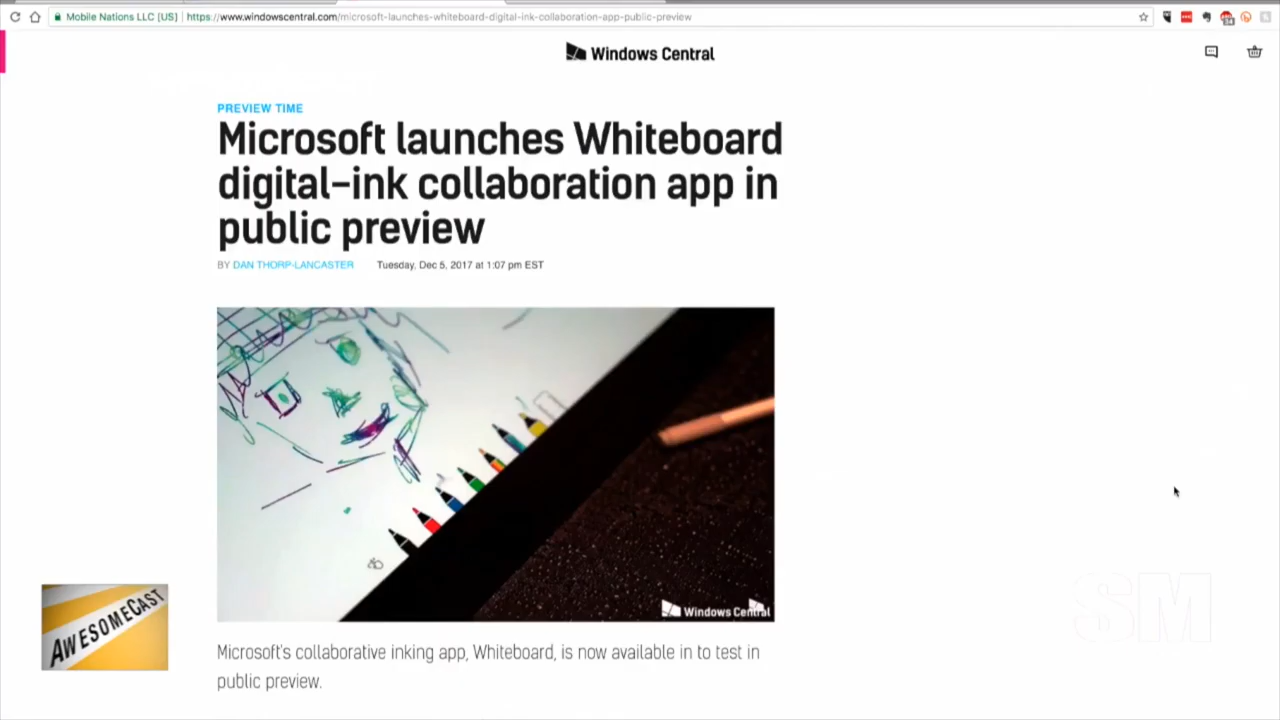 Mobile Nations LLC [US]
https://www.windowscentral.com/microsoft-launches-whiteboard-digital-ink-collaboration-app-public-preview
Windows Central
PREVIEW TIME
Microsoft launches Whiteboard
digital-ink collaboration app in
public preview
BY DAN THORP-LANCASTER Tuesday, Dec 5, 2017 at 1:07 pm EST
Windows Central
AWESOMECAST
SM
Microsoft's collaborative inking app, Whiteboard, is now available in to test in
public preview.